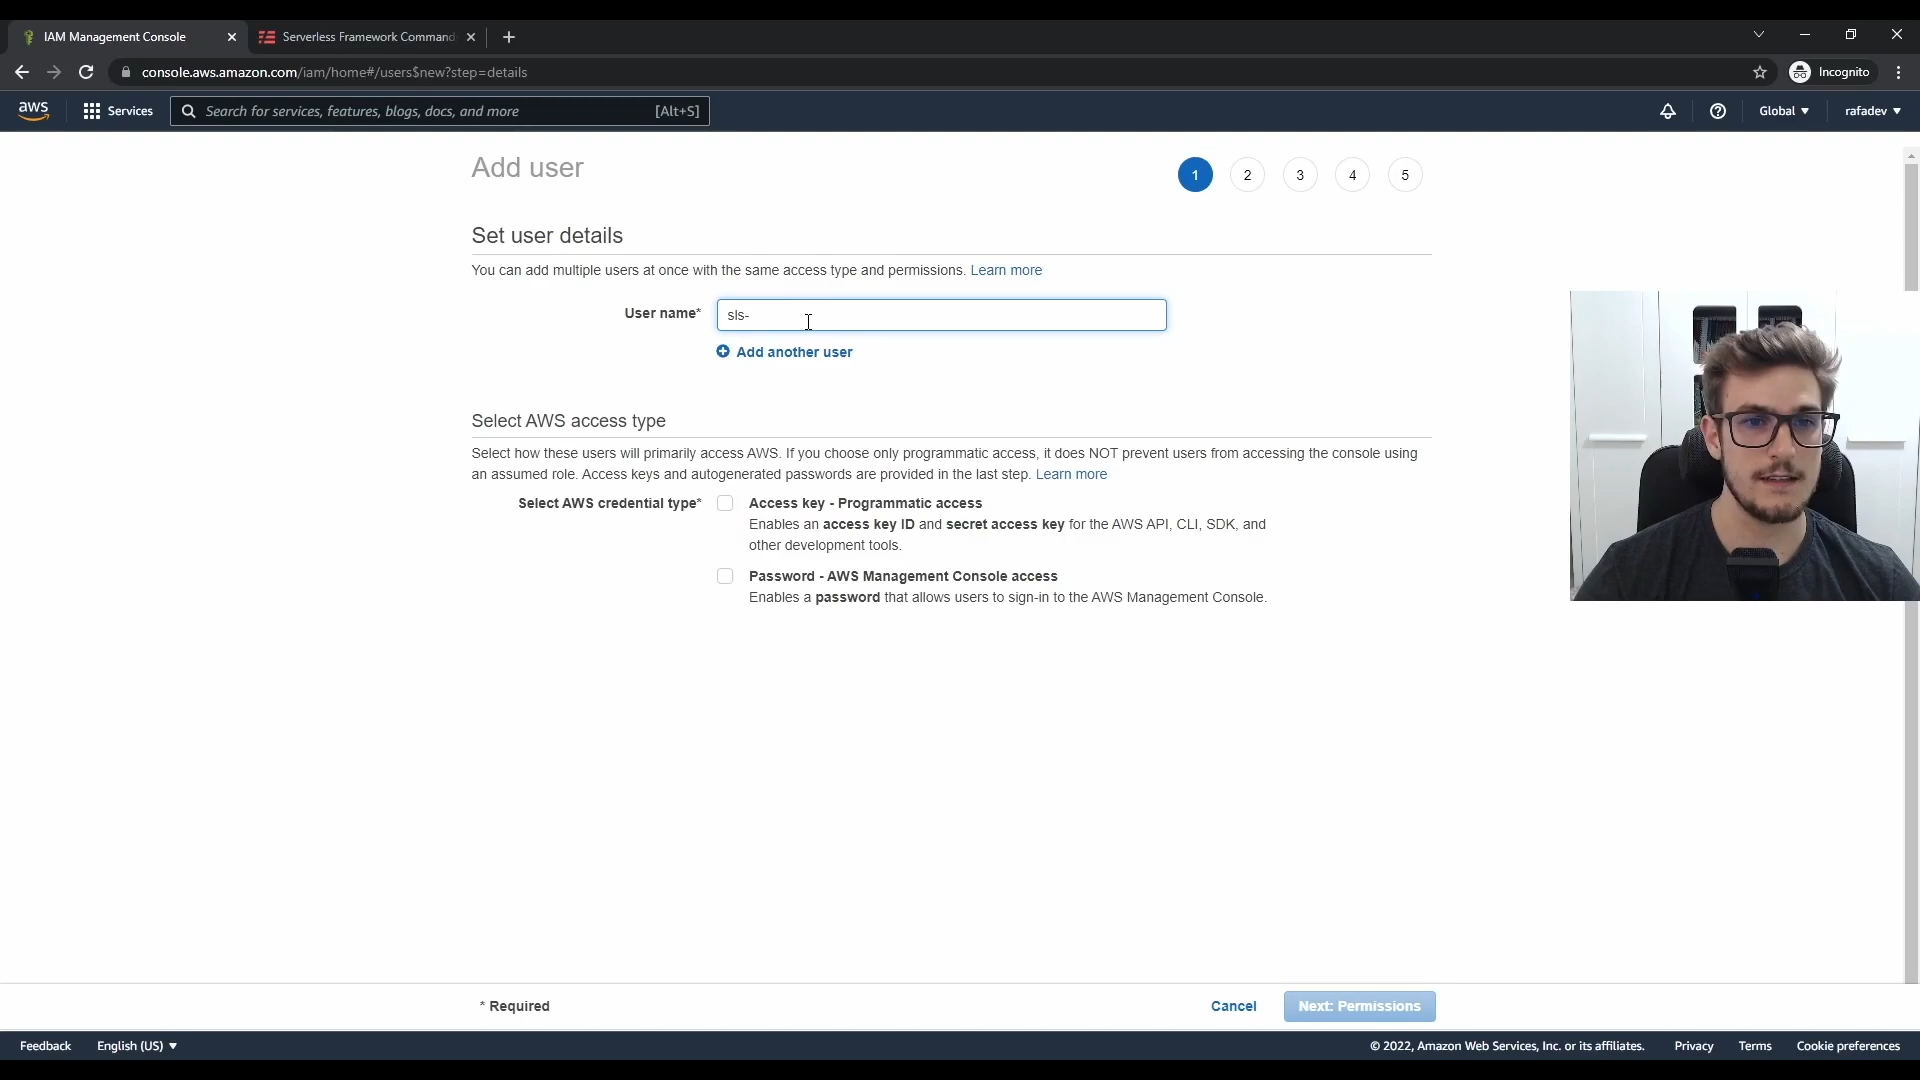 IAM Management Console
Serverless Framework Command
console.aws.amazon.com/iam/home#/users$new?step=details
Incognito
aws
Services
Search for services, features, blogs, docs, and more
[Alt+S]
Global
rafadev
Add user
1
2
3
4
5
Set user details
You can add multiple users at once with the same access type and permissions. Learn more
User name*
sls-
Add another user
Select AWS access type
Select how these users will primarily access AWS. If you choose only programmatic access, it does NOT prevent users from accessing the console using
an assumed role. Access keys and autogenerated passwords are provided in the last step. Learn more
Select AWS credential type*
Access key - Programmatic access
Enables an access key ID and secret access key for the AWS API, CLI, SDK, and
other development tools.
Password - AWS Management Console access
Enables a password that allows users to sign-in to the AWS Management Console.
* Required
Cancel
Next: Permissions
Feedback
English (US)
© 2022, Amazon Web Services, Inc. or its affiliates.
Privacy
Terms
Cookie preferences